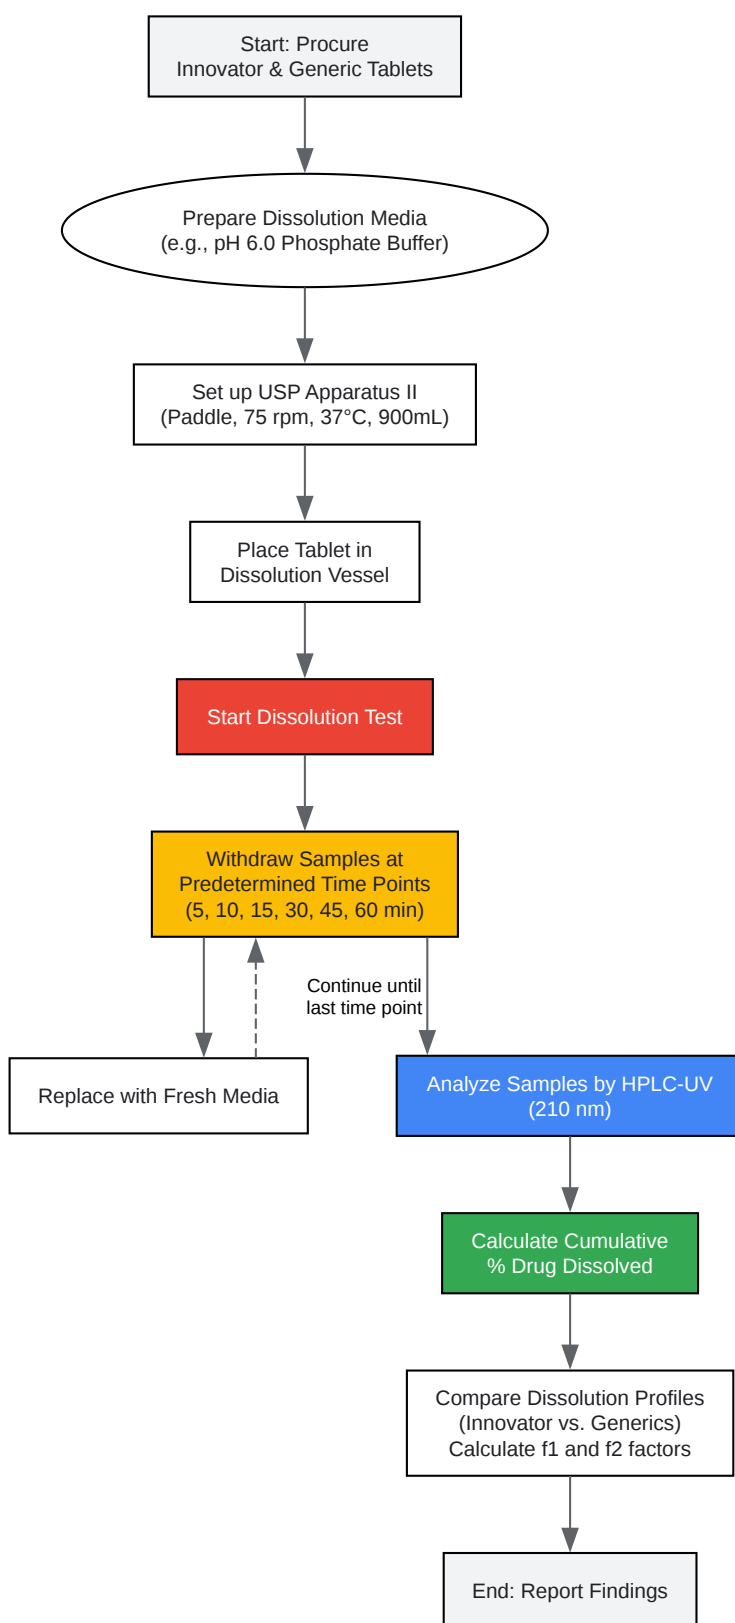 Start: Procure
Innovator & Generic Tablets
Prepare Dissolution Media
(e.g., pH 6.0 Phosphate Buffer)
Set up USP Apparatus II
(Paddle, 75 rpm, 37°C, 900mL)
Place Tablet in
Dissolution Vessel
Start Dissolution Test
Withdraw Samples at
Predetermined Time Points
(5, 10, 15, 30, 45, 60 min)
Continue until
last time point
Replace with Fresh Media
Analyze Samples by HPLC-UV
(210 nm)
Calculate Cumulative
% Drug Dissolved
Compare Dissolution Profiles
(Innovator vs. Generics)
Calculate f1 and f2 factors
End: Report Findings